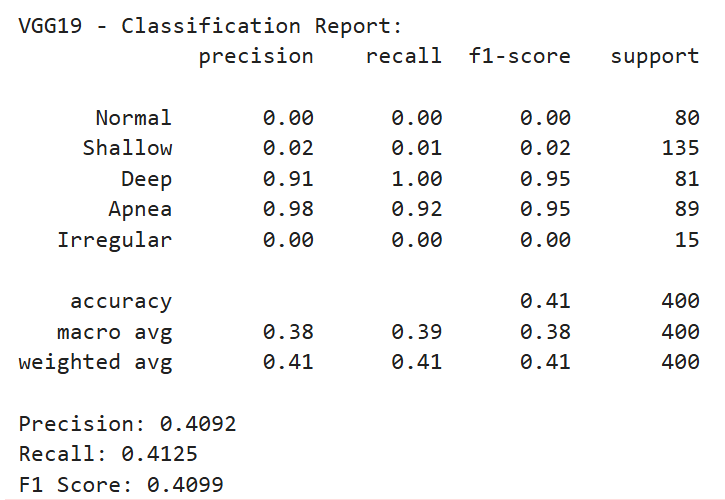 VGG19 - Classification Report:
precision recall f1-score support
Normal 0.00 0.00 0.00 80
Shallow 0.02 0.01 0.02 135
Deep 0.91 1.00 0.95 81
Apnea 0.98 0.92 0.95 89
Irregular 0.00 0.00 0.00 15
accuracy 0.41 400
macro avg 0.38 0.39 0.38 400
weighted avg 0.41 0.41 0.41 400
Precision: 0.4092
Recall: 0.4125
F1 Score: 0.4099